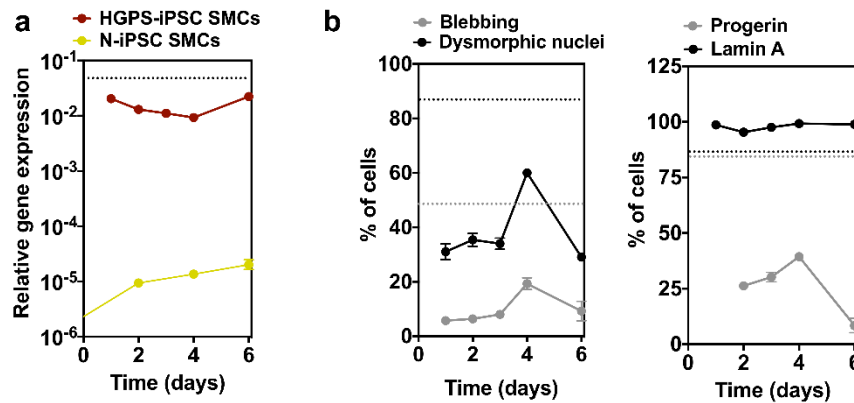 a
HGPS-iPSC SMCs
N-iPSC SMCs
Relative gene expression
10-1
10-2
10-3
10-4
10-5
10-6
0 2 4 6
Time (days)
b
Blebbing
Dysmorphic nuclei
% of cells
100
80
60
40
20
0
0 2 4 6
Time (days)
Progerin
Lamin A
% of cells
125
100
75
50
25
0
0 2 4 6
Time (days)